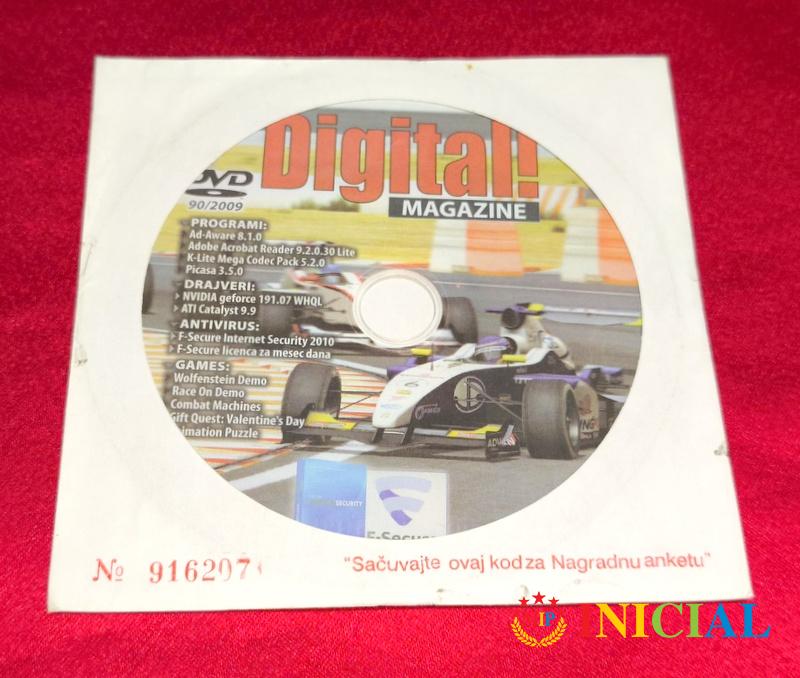 Digital!
MAGAZINE
DVD
90/2009
PROGRAMI:
Ad-Aware 8.1.0
Adobe Acrobat Reader 9.2.0.30 Lite
K-Lite Mega Codec Pack 5.2.0
Picasa 3.5.0
DRAJVERI:
NVIDIA geforce 191.07 WHQL
ATI Catalyst 9.9
ANTIVIRUS:
F-Secure Internet Security 2010
F-Secure licenca za mesec dana
GAMES:
Wolfenstein Demo
Race On Demo
Combat Machines
Gift Quest: Valentine's Day
Animation Puzzle
SECURITY
F-Secure
№ 916207
"Sačuvajte ovaj kod za Nagradnu anketu"
IP INICIAL